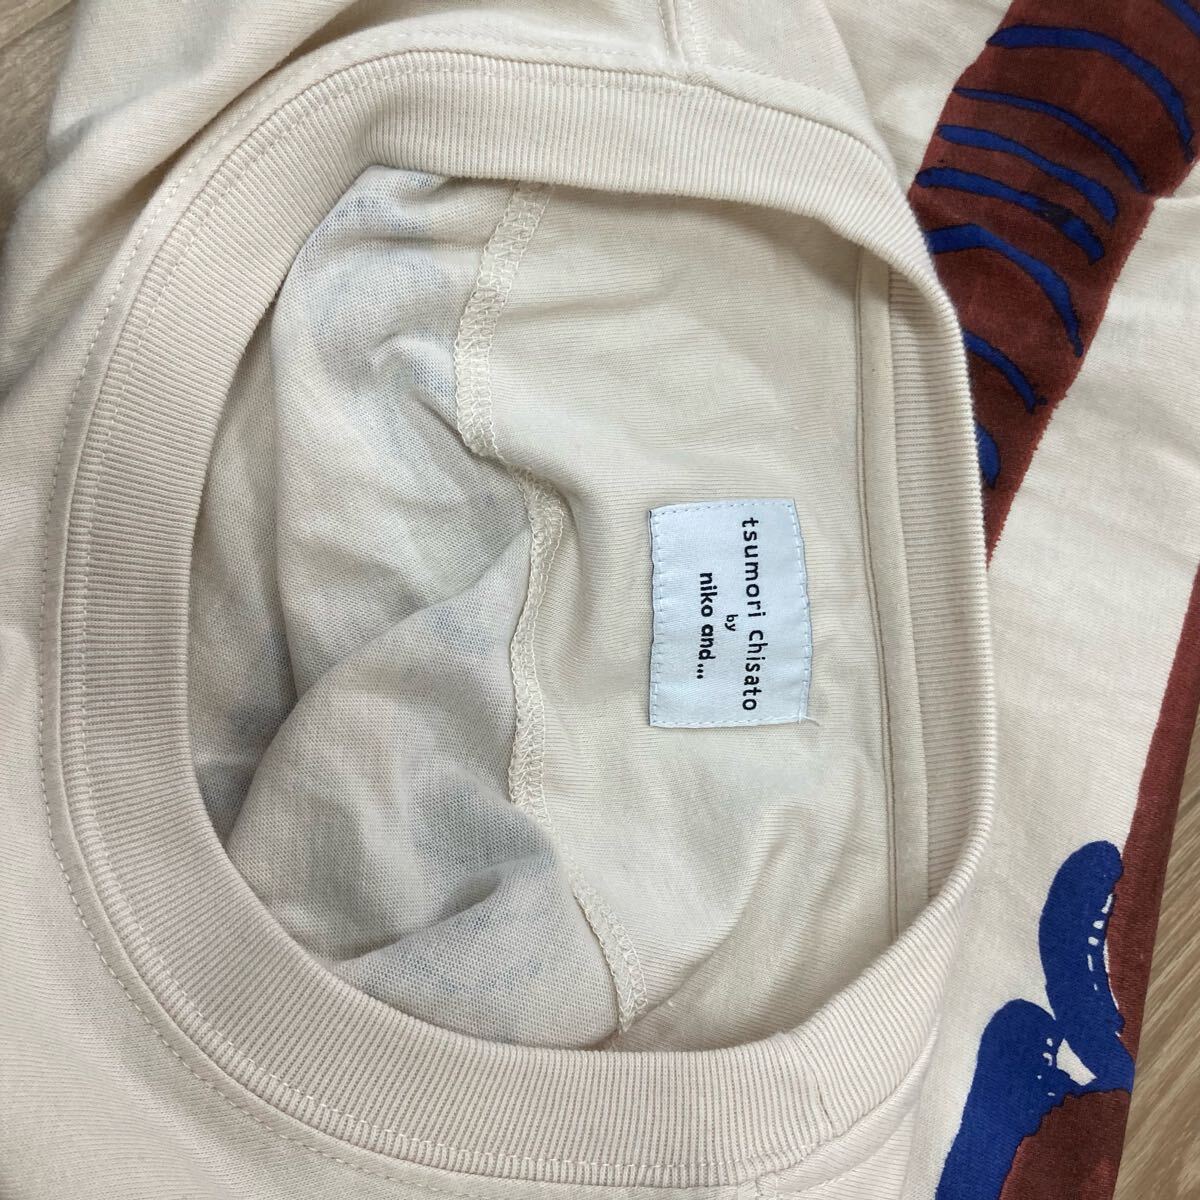 tsumori chisato
by
niko and...